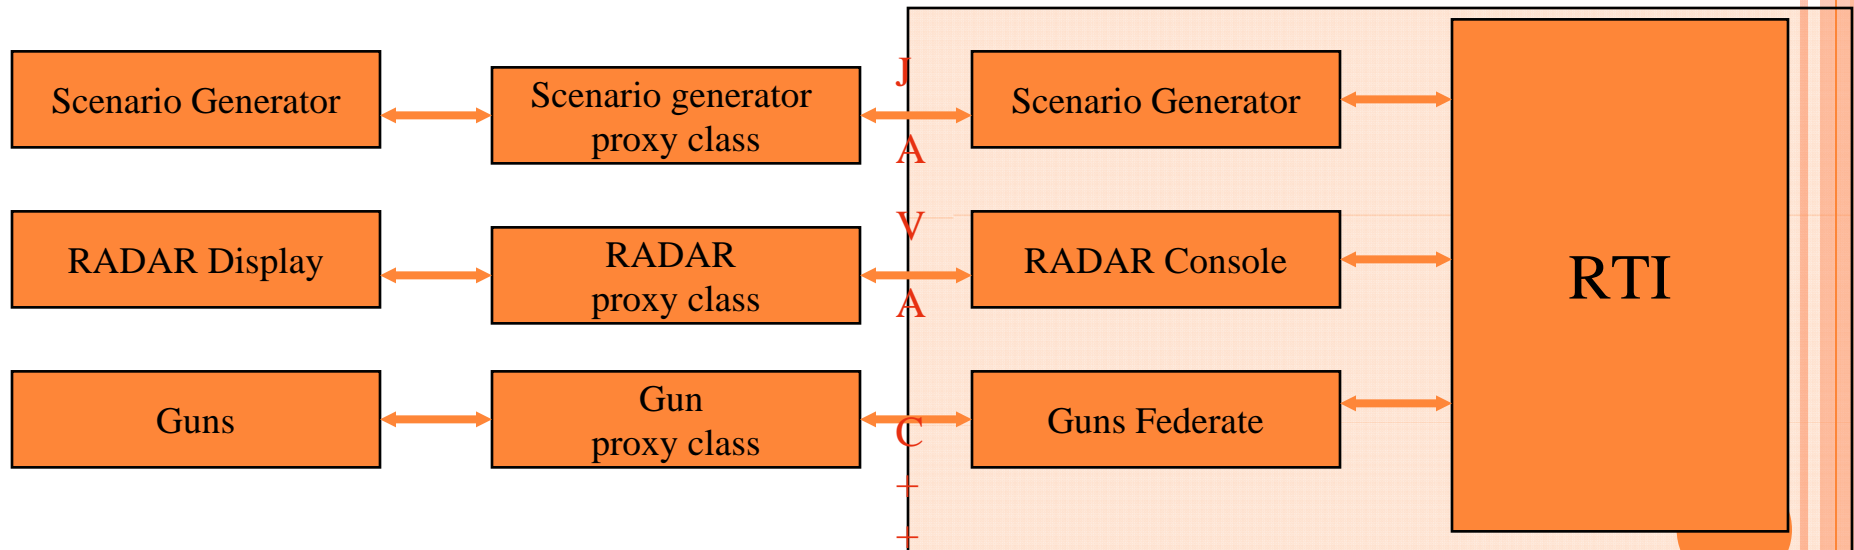 Scenario Generator
Scenario generator
proxy class
J
A
V
A
C
+
+
Scenario Generator
RADAR Display
RADAR
proxy class
RADAR Console
Guns
Gun
proxy class
Guns Federate
RTI